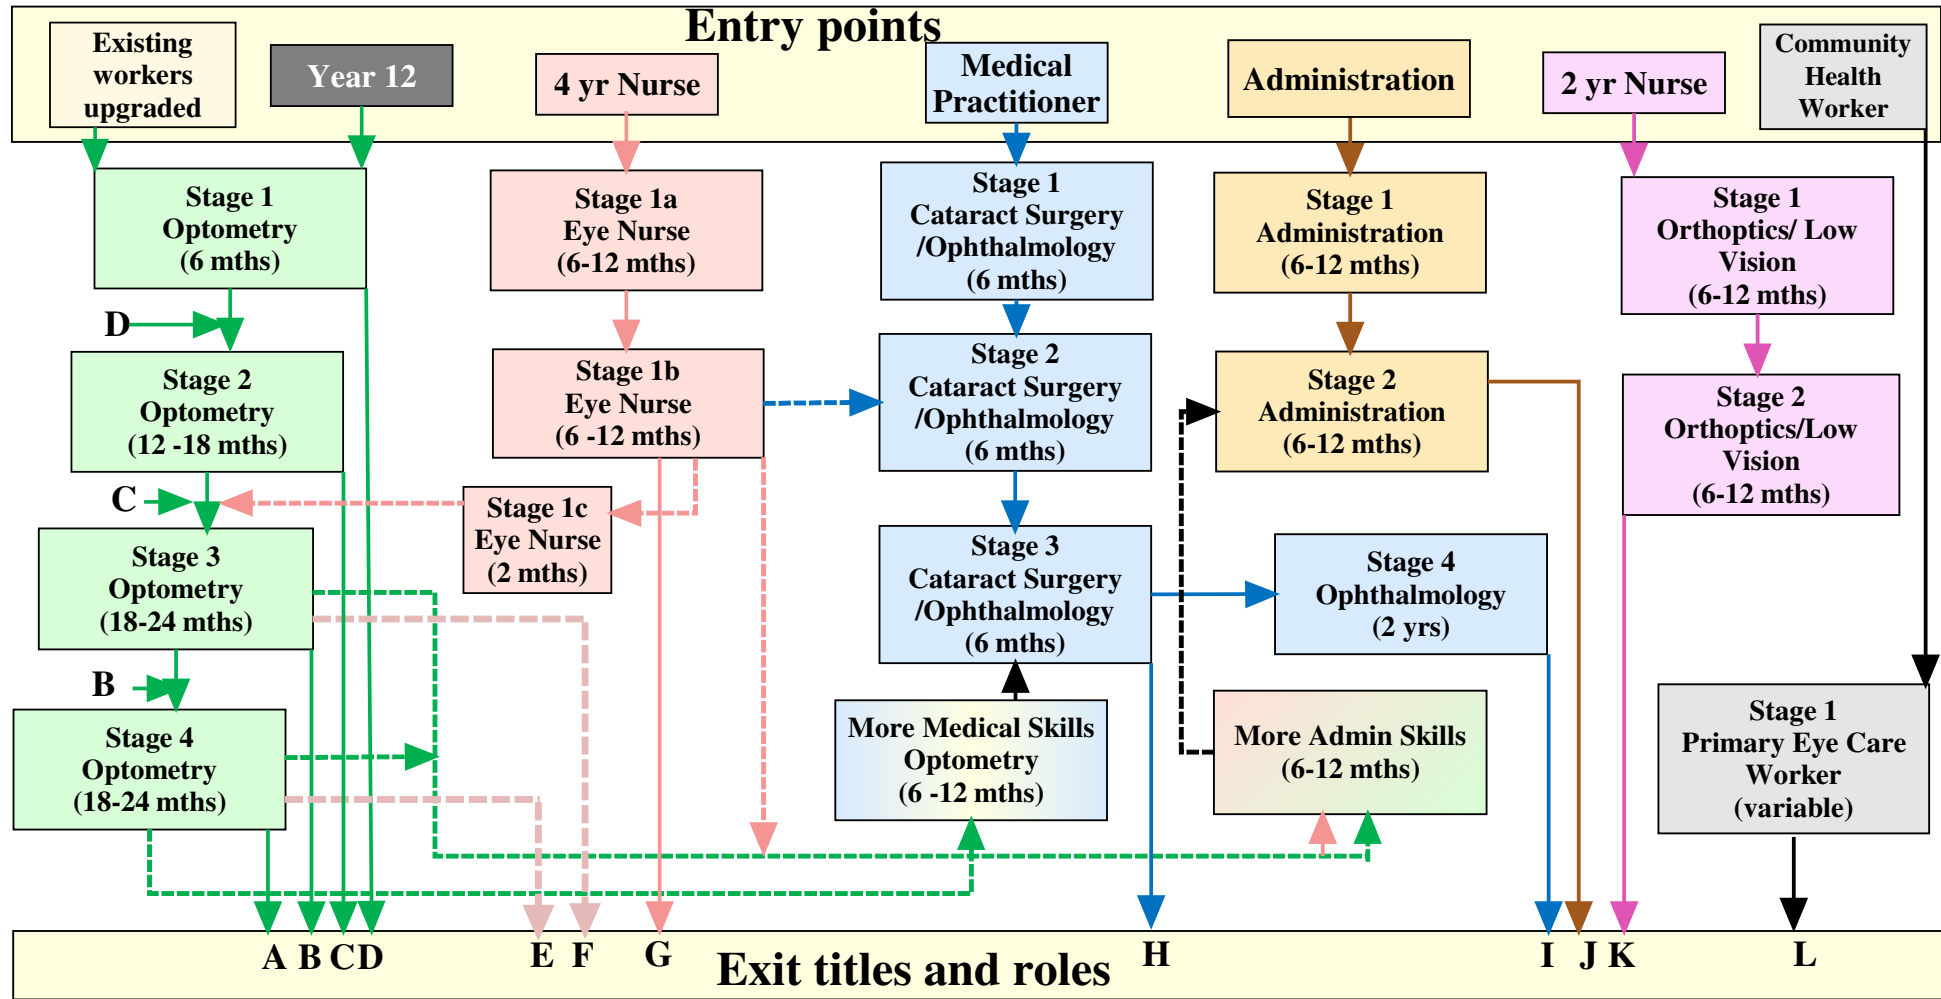 Entry points
Existing
workers
upgraded
Year 12
4 yr Nurse
Medical
Practitioner
Administration
2 yr Nurse
Community
Health
Worker
Stage 1
Optometry
(6 mths)
Stage 1a
Eye Nurse
(6-12 mths)
Stage 1
Cataract Surgery
/Ophthalmology
(6 mths)
Stage 1
Administration
(6-12 mths)
Stage 1
Orthoptics/ Low
Vision
(6-12 mths)
D
Stage 2
Optometry
(12 -18 mths)
Stage 1b
Eye Nurse
(6 -12 mths)
Stage 2
Cataract Surgery
/Ophthalmology
(6 mths)
Stage 2
Administration
(6-12 mths)
Stage 2
Orthoptics/Low
Vision
(6-12 mths)
C
Stage 1c
Eye Nurse
(2 mths)
Stage 3
Optometry
(18-24 mths)
Stage 3
Cataract Surgery
/Ophthalmology
(6 mths)
Stage 4
Ophthalmology
(2 yrs)
B
Stage 4
Optometry
(18-24 mths)
More Medical Skills
Optometry
(6 -12 mths)
More Admin Skills
(6-12 mths)
Stage 1
Primary Eye Care
Worker
(variable)
A B C D E F G H I J K L
Exit titles and roles